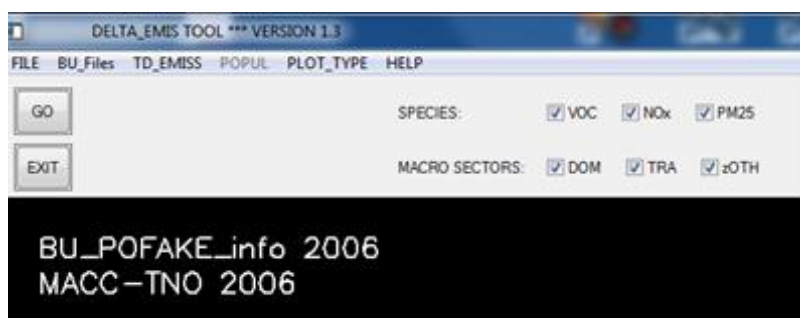 DELTA_EMIS TOOL *** VERSION 1.3
FILE BU_Files TD_EMISS POPUL PLOT_TYPE HELP
GO SPECIES: VOC NOx PM25
EXIT MACRO SECTORS: DOM TRA zOTH
BU_POFAKE_info 2006
MACC-TNO 2006